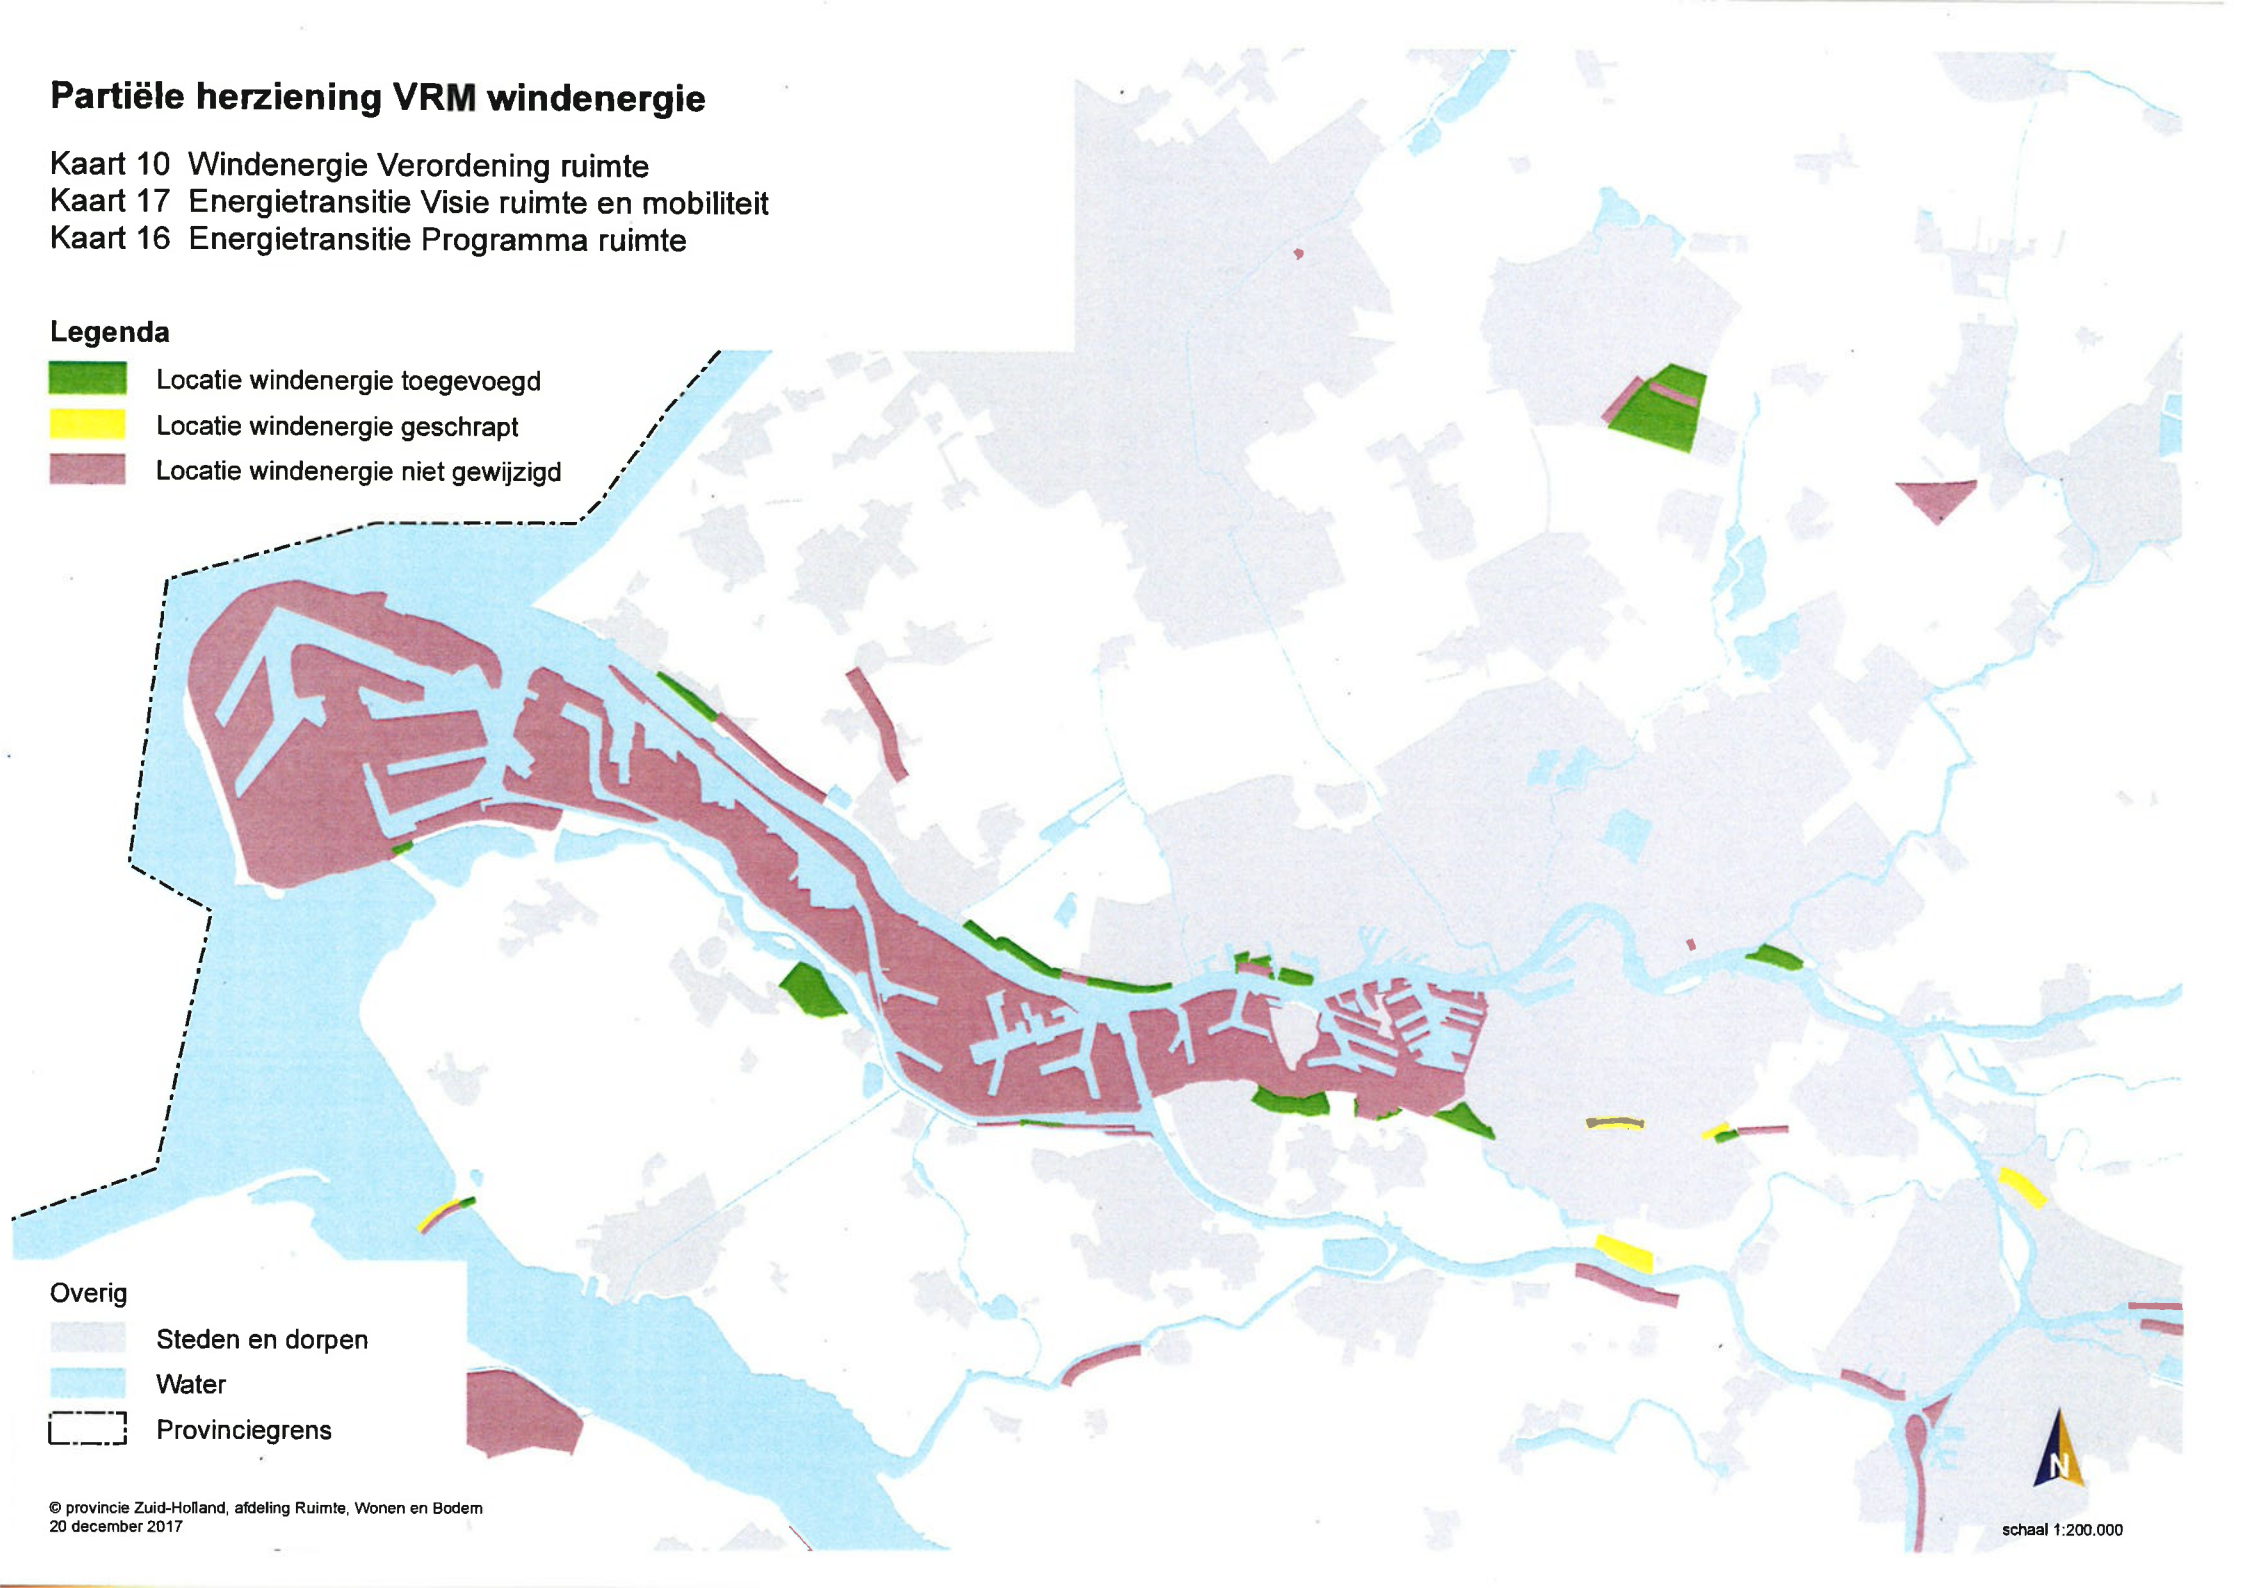 Partiële herziening VRM windenergie
Kaart 10 Windenergie Verordening ruimte
Kaart 17 Energietransitie Visie ruimte en mobiliteit
Kaart 16 Energietransitie Programma ruimte
Legenda
Locatie windenergie toegevoegd
Locatie windenergie geschrapt
Locatie windenergie niet gewijzigd
Overig
Steden en dorpen
Water
Provinciegrens
© provincie Zuid-Holland, afdeling Ruimte, Wonen en Bodem
20 december 2017
N
schaal 1:200.000